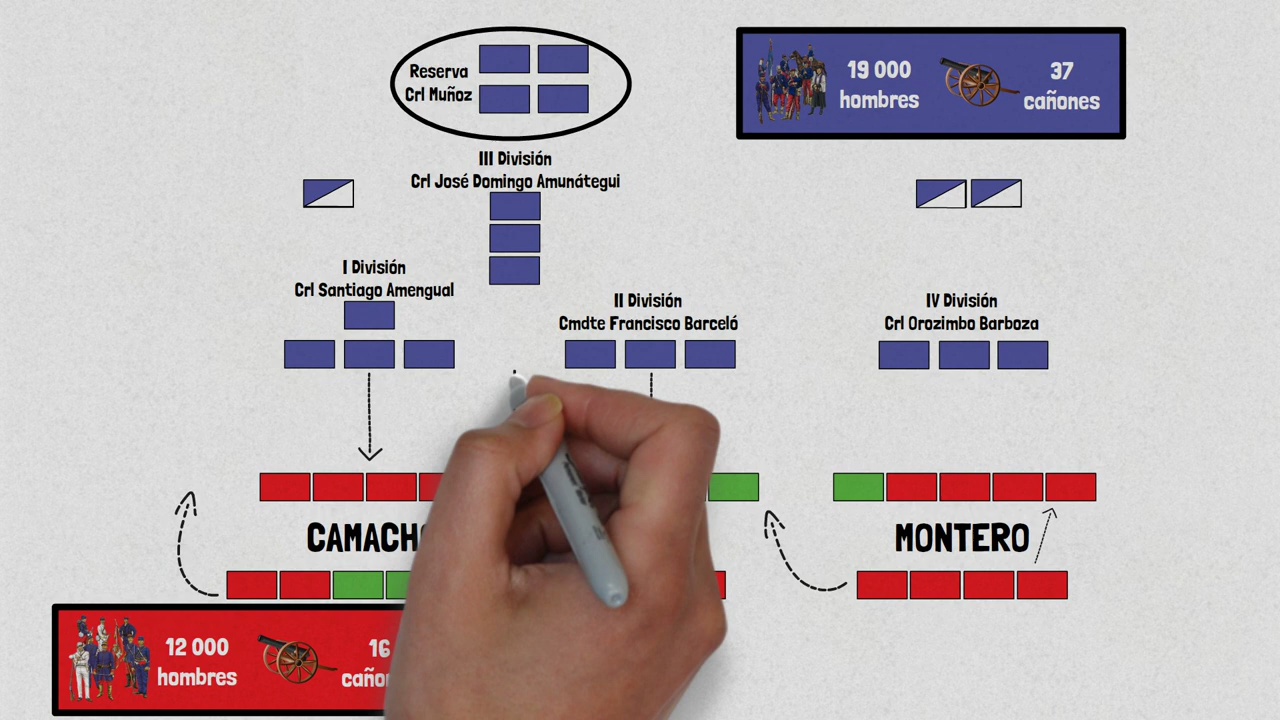 Reserva
Crl Muñoz
19 000
hombres
37
cañones
III División
Crl José Domingo Amunátegui
I División
Crl Santiago Amengual
II División
Cmdte Francisco Barceló
IV División
Crl Orozimbo Barboza
MONTERO
12 000
hombres
16